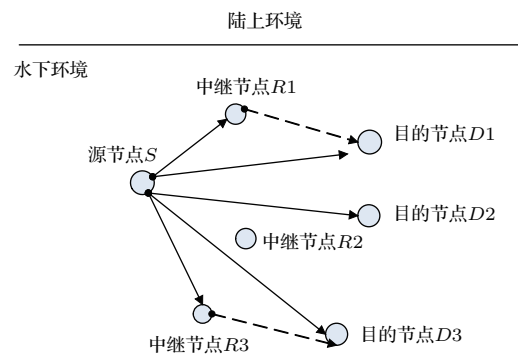 陆上环境
水下环境
中继节点R1
目的节点D1
源节点S
目的节点D2
中继节点R2
目的节点D3
中继节点R3